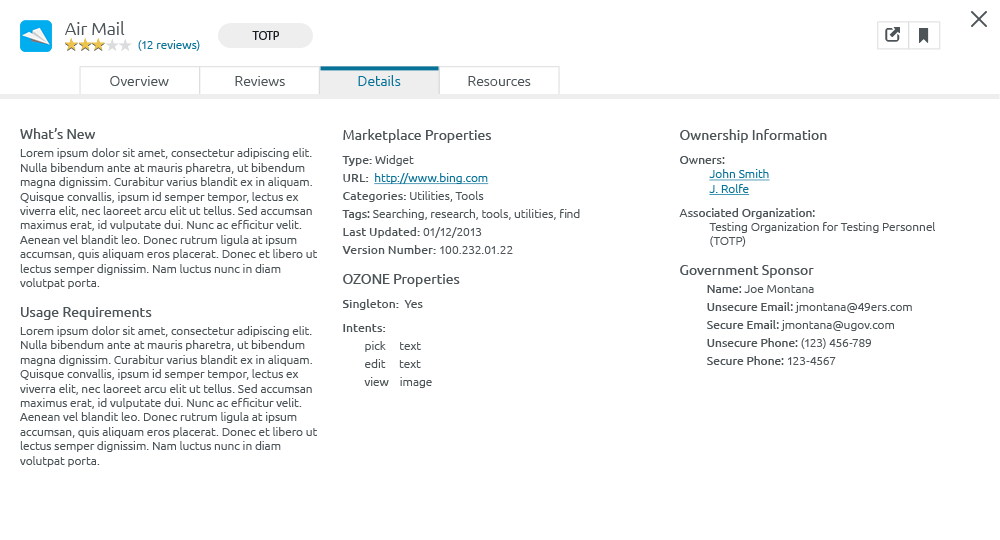 Air Mail
(12 reviews)
TOTP
Overview
Reviews
Details
Resources
What's New
Lorem ipsum dolor sit amet, consectetur adipiscing elit.
Nulla bibendum ante at mauris pharetra, ut bibendum
magna dignissim. Curabitur varius blandit ex in aliquam.
Quisque convallis, ipsum id semper tempor, lectus ex
viverra elit, nec laoreet arcu elit ut tellus. Sed accumsan
maximus erat, id vulputate dui. Nunc ac efficitur velit.
Aenean vel blandit leo. Donec rutrum ligula at ipsum
accumsan, quis aliquam eros placerat. Donec et libero ut
lectus semper dignissim. Nam luctus nunc in diam
volutpat porta.
Usage Requirements
Lorem ipsum dolor sit amet, consectetur adipiscing elit.
Nulla bibendum ante at mauris pharetra, ut bibendum
magna dignissim. Curabitur varius blandit ex in aliquam.
Quisque convallis, ipsum id semper tempor, lectus ex
viverra elit, nec laoreet arcu elit ut tellus. Sed accumsan
maximus erat, id vulputate dui. Nunc ac efficitur velit.
Aenean vel blandit leo. Donec rutrum ligula at ipsum
accumsan, quis aliquam eros placerat. Donec et libero ut
lectus semper dignissim. Nam luctus nunc in diam
volutpat porta.
Marketplace Properties
Type: Widget
URL: http://www.bing.com
Categories: Utilities, Tools
Tags: Searching, research, tools, utilities, find
Last Updated: 01/12/2013
Version Number: 100.232.01.22
OZONE Properties
Singleton: Yes
Intents:
pick text
edit text
view image
Ownership Information
Owners:
John Smith
J. Rolfe
Associated Organization:
Testing Organization for Testing Personnel
(TOTP)
Government Sponsor
Name: Joe Montana
Unsecure Email: jmontana@49ers.com
Secure Email: jmontana@ugov.com
Unsecure Phone: (123) 456-789
Secure Phone: 123-4567